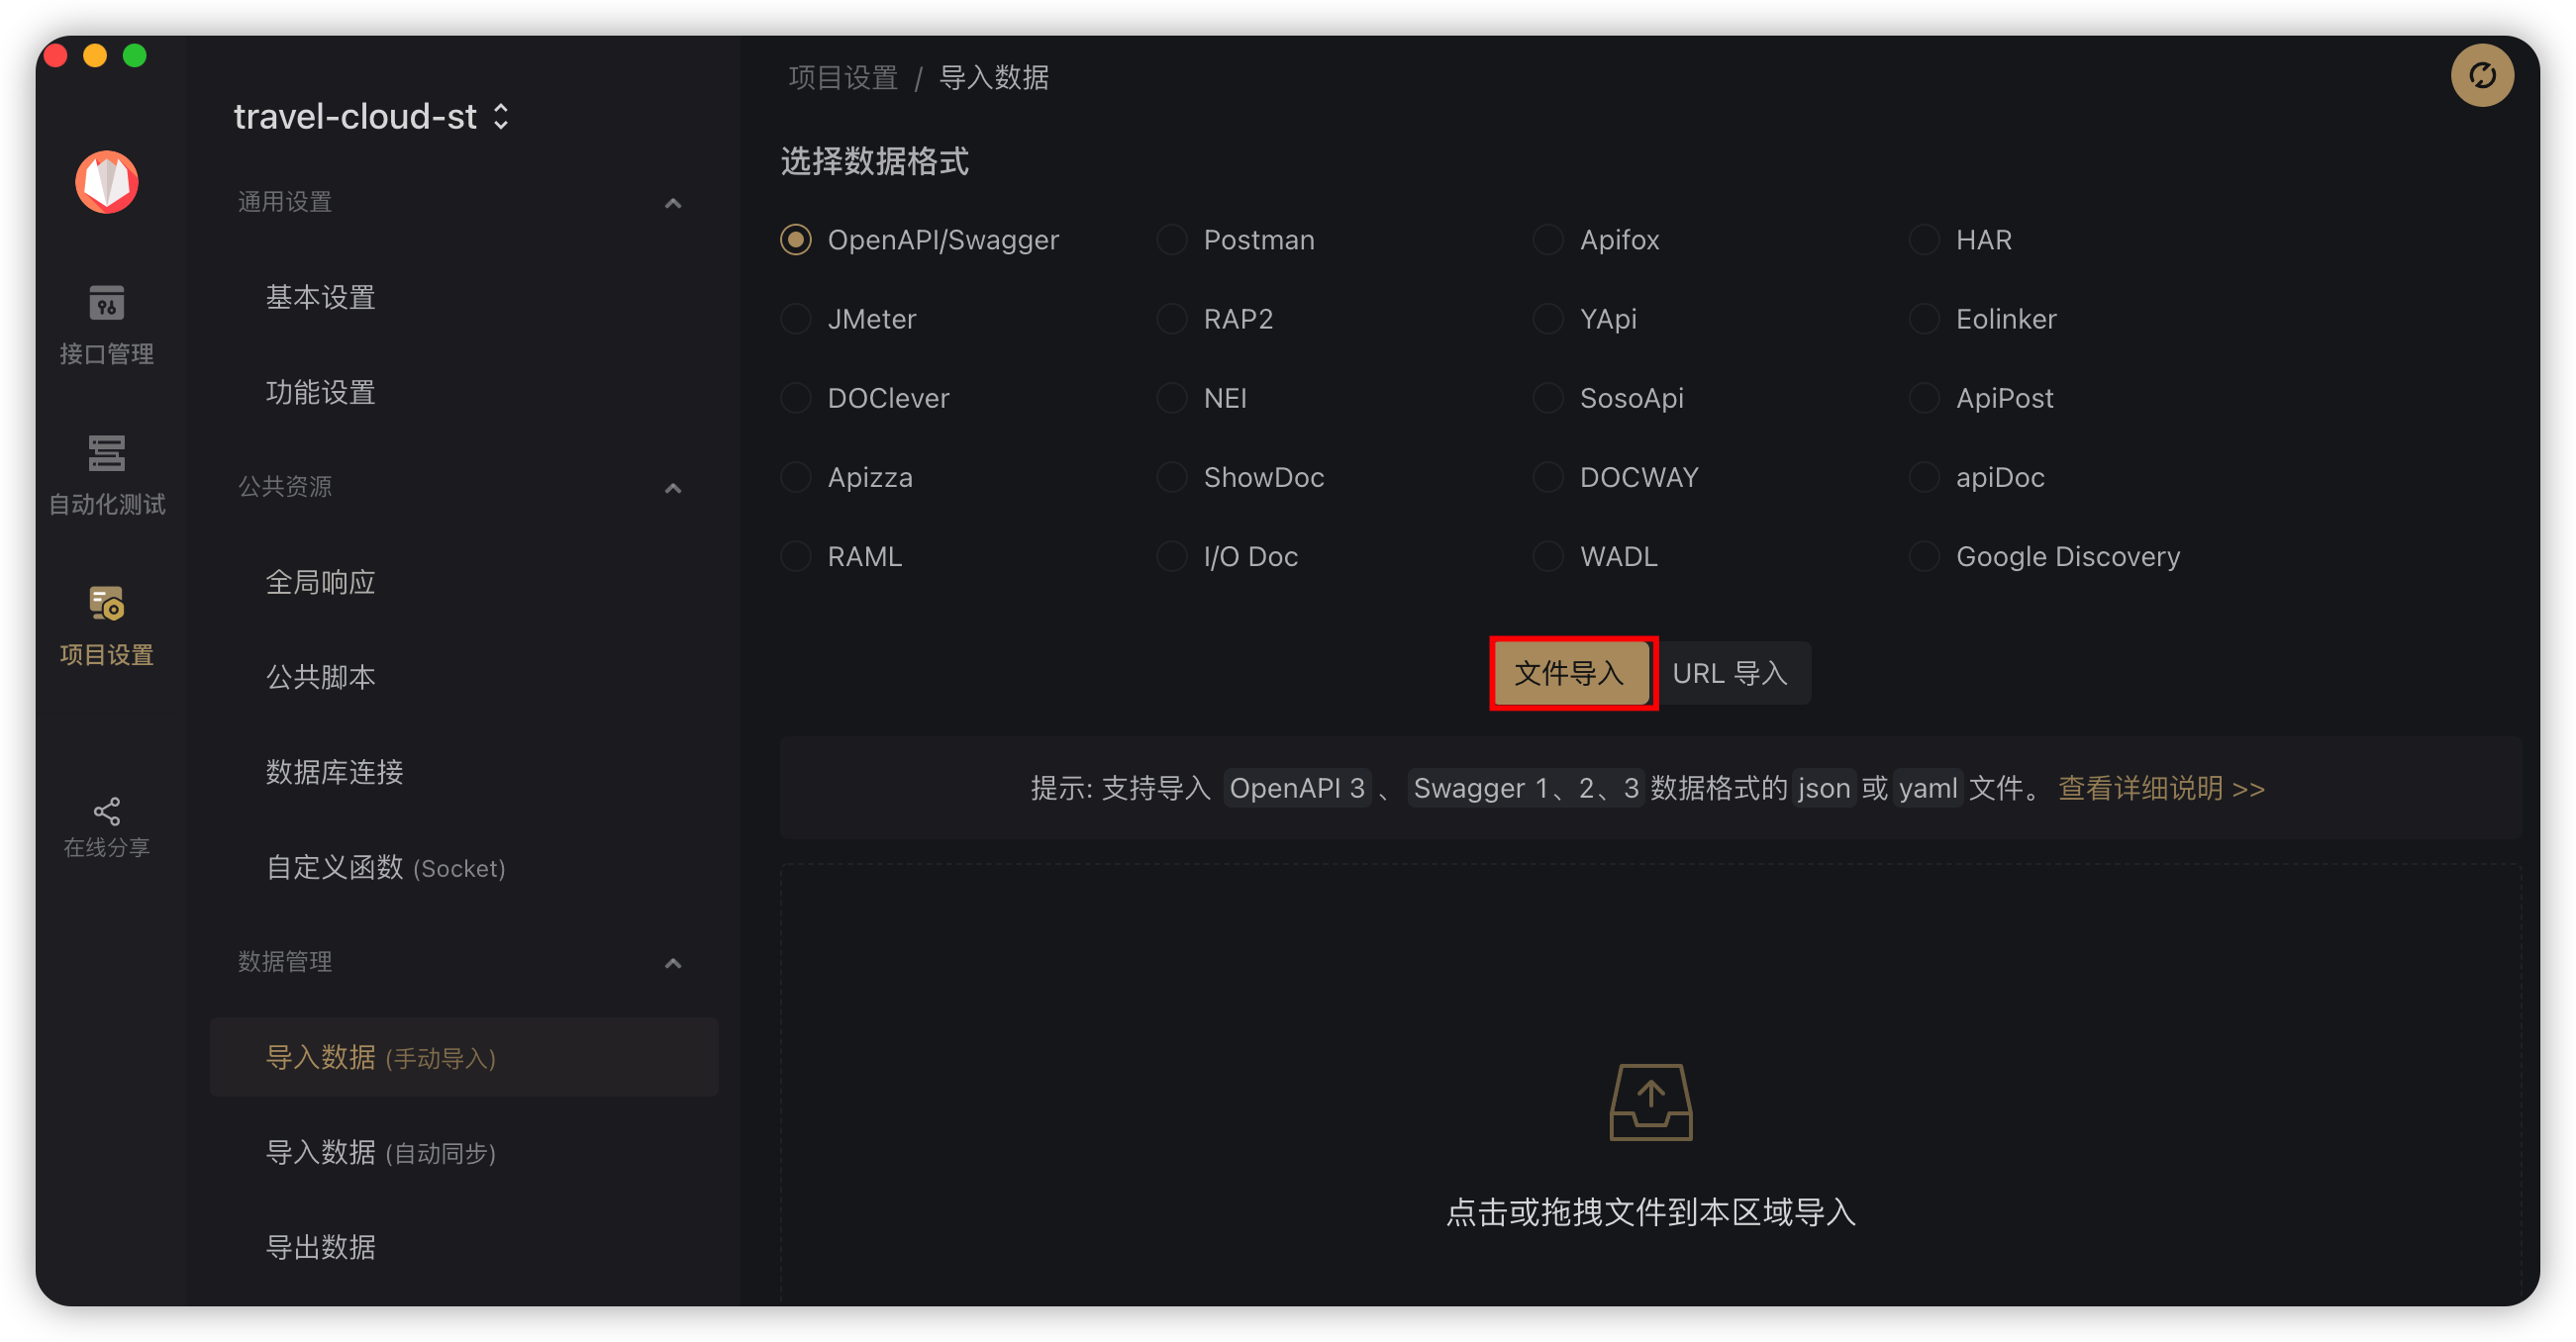 travel-cloud-st
接口管理
自动化测试
项目设置
在线分享
通用设置
基本设置
功能设置
公共资源
全局响应
公共脚本
数据库连接
自定义函数 (Socket)
数据管理
导入数据 (手动导入)
导入数据 (自动同步)
导出数据
项目设置 / 导入数据
选择数据格式
OpenAPI/Swagger Postman Apifox HAR
JMeter RAP2 YApi Eolinker
DOClever NEI SosoApi ApiPost
Apizza ShowDoc DOCWAY apiDoc
RAML I/O Doc WADL Google Discovery
文件导入 URL 导入
提示: 支持导入 OpenAPI 3 、 Swagger 1、2、3 数据格式的 json 或 yaml 文件。 查看详细说明 >>
点击或拖拽文件到本区域导入